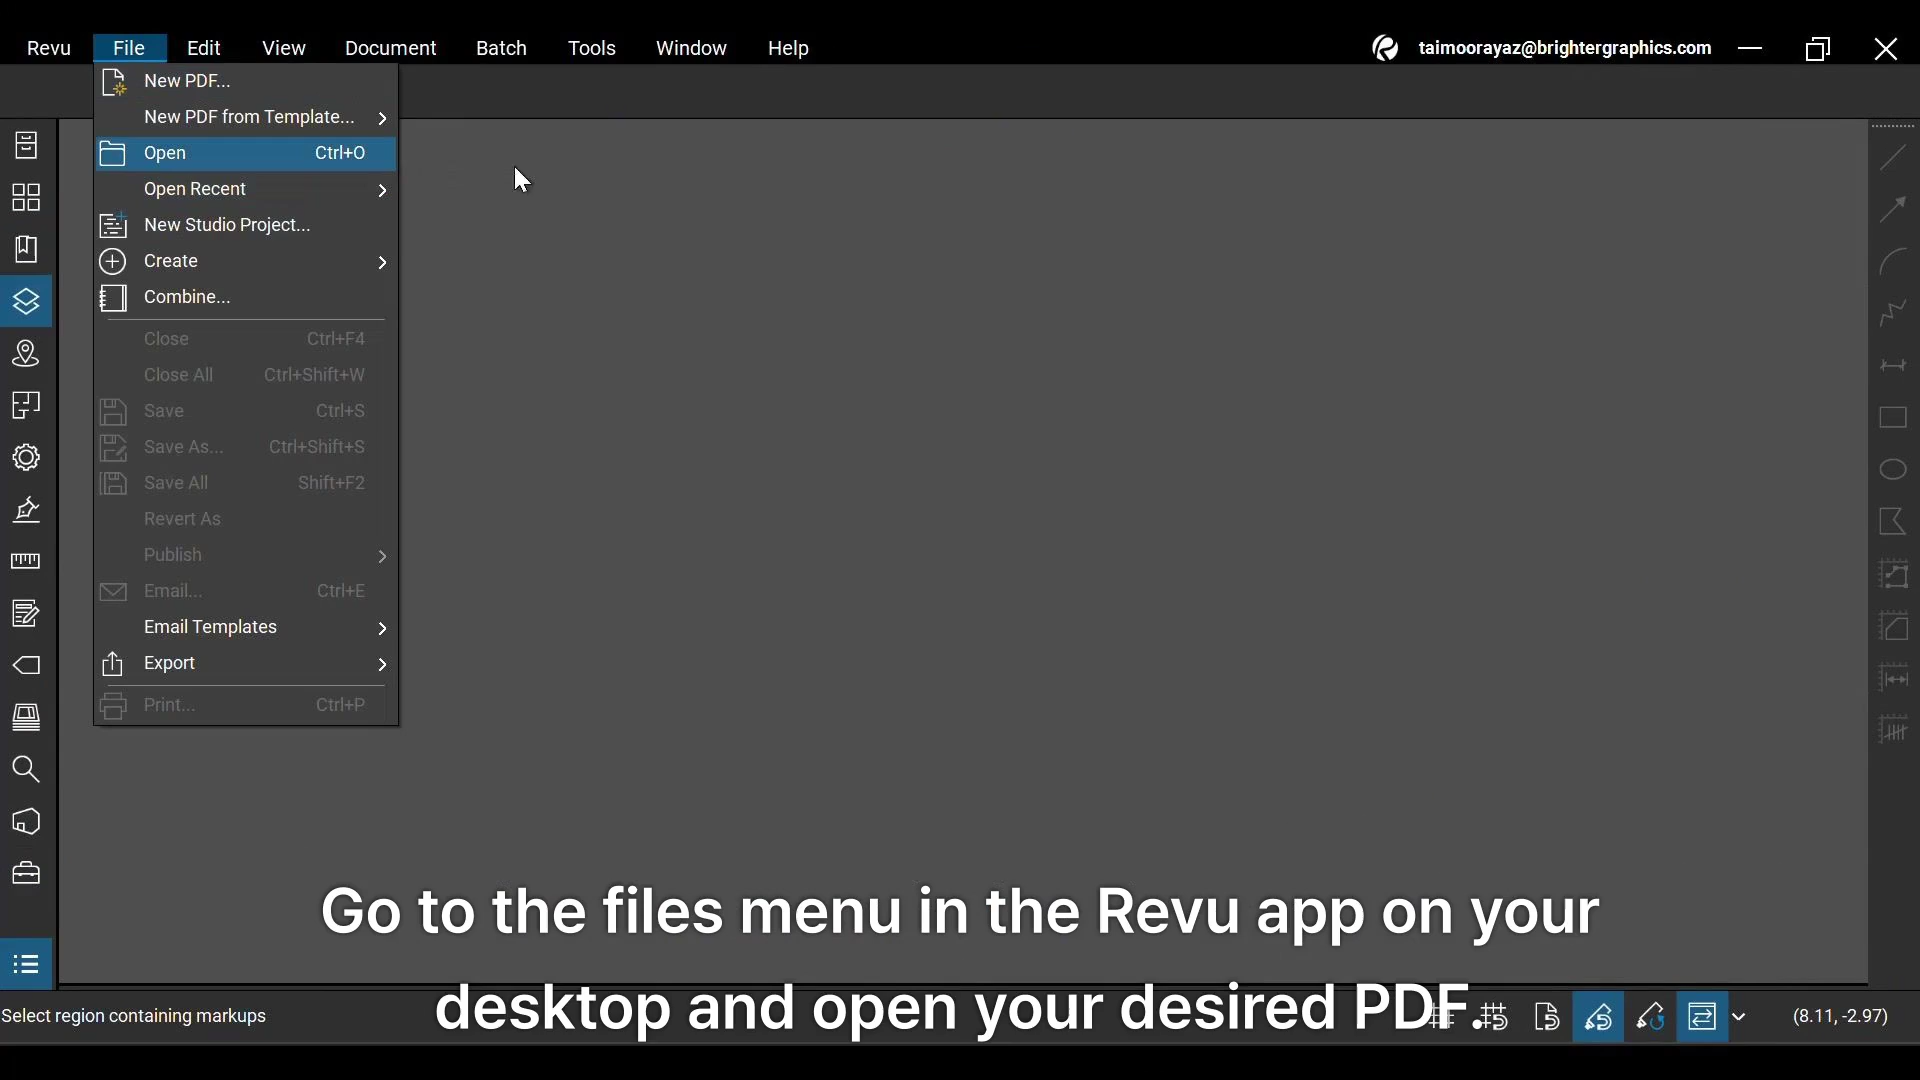 Revu File Edit View Document Batch Tools Window Help taimoorayaz@brightergraphics.com
New PDF...
New PDF from Template...
Open Ctrl+O
Open Recent
New Studio Project...
Create
Combine...
Close Ctrl+F4
Close All Ctrl+Shift+W
Save Ctrl+S
Save As... Ctrl+Shift+S
Save All Shift+F2
Revert As
Publish
Email... Ctrl+E
Email Templates
Export
Print... Ctrl+P
Go to the files menu in the Revu app on your
desktop and open your desired PDF.
Select region containing markups
(8.11, -2.97)